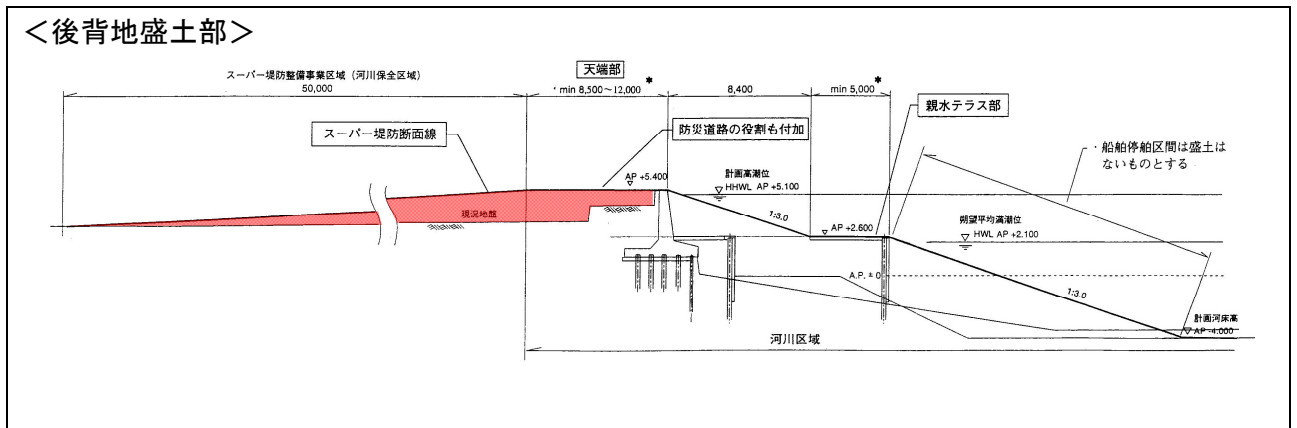 ＜後背地盛土部＞
スーパー堤防整備事業区域（河川保全区域）
50,000
天端部
*
min 8,500～12,000
8,400
*
min 5,000
親水テラス部
スーパー堤防断面線
防災道路の役割も付加
・船舶停舶区間は盛土は
ないものとする
AP +5.400
計画高潮位
HHWL AP +5.100
現況地盤
1:3.0
AP +2.600
朔望平均満潮位
HWL AP +2.100
A.P. ± 0
1:3.0
計画河床高
AP -4.000
河川区域